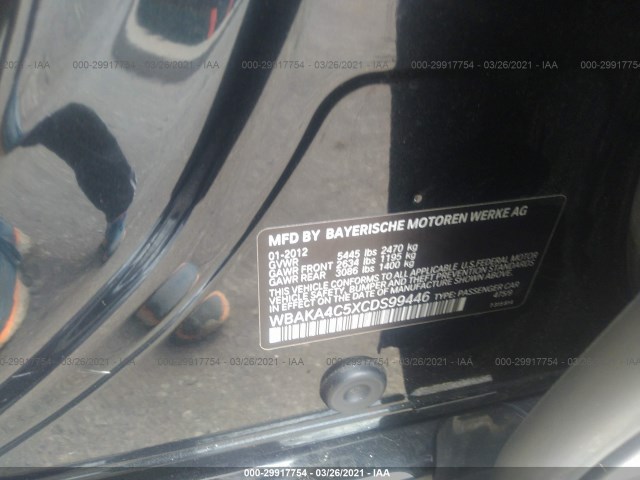 000-29917754 - 03/26/2021 - IAA
000-29917754 - 03/26/2021 - IAA
000-29917754 - 03/26/2021 - IAA
MFD BY BAYERISCHE MOTOREN WERKE AG
01-2012
GVWR 5445 lbs 2470 kg
GAWR FRONT 2634 lbs 1195 kg
GAWR REAR 3086 lbs 1400 kg
THIS VEHICLE CONFORMS TO ALL APPLICABLE U.S. FEDERAL MOTOR
VEHICLE SAFETY, BUMPER AND THEFT PREVENTION STANDARDS
IN EFFECT ON THE DATE OF MANUFACTURE SHOWN ABOVE.
WBAKA4C5XCDS99446 TYPE: PASSENGER CAR
475/9
000-29917754 - 03/26/2021 - IAA
000-29917754 - 03/26/2021 - IAA
000-29917754 - 03/26/2021 - IAA
000-29917754 - 03/26/2021 - IAA